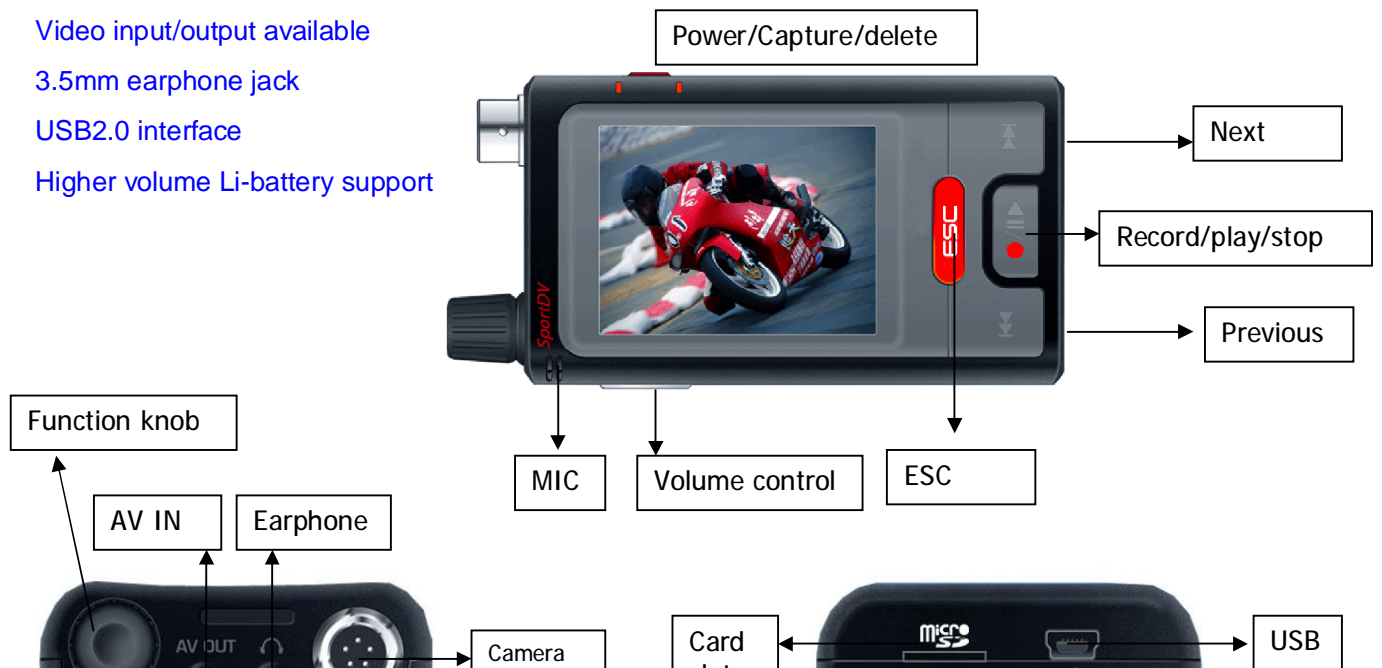 Video input/output available
3.5mm earphone jack
USB2.0 interface
Higher volume Li-battery support
Power/Capture/delete
Next
Record/play/stop
Previous
ESC
SportDV
MIC
Volume control
ESC
Function knob
AV IN
Earphone
AV OUT
Camera
Card
micro
SD
USB